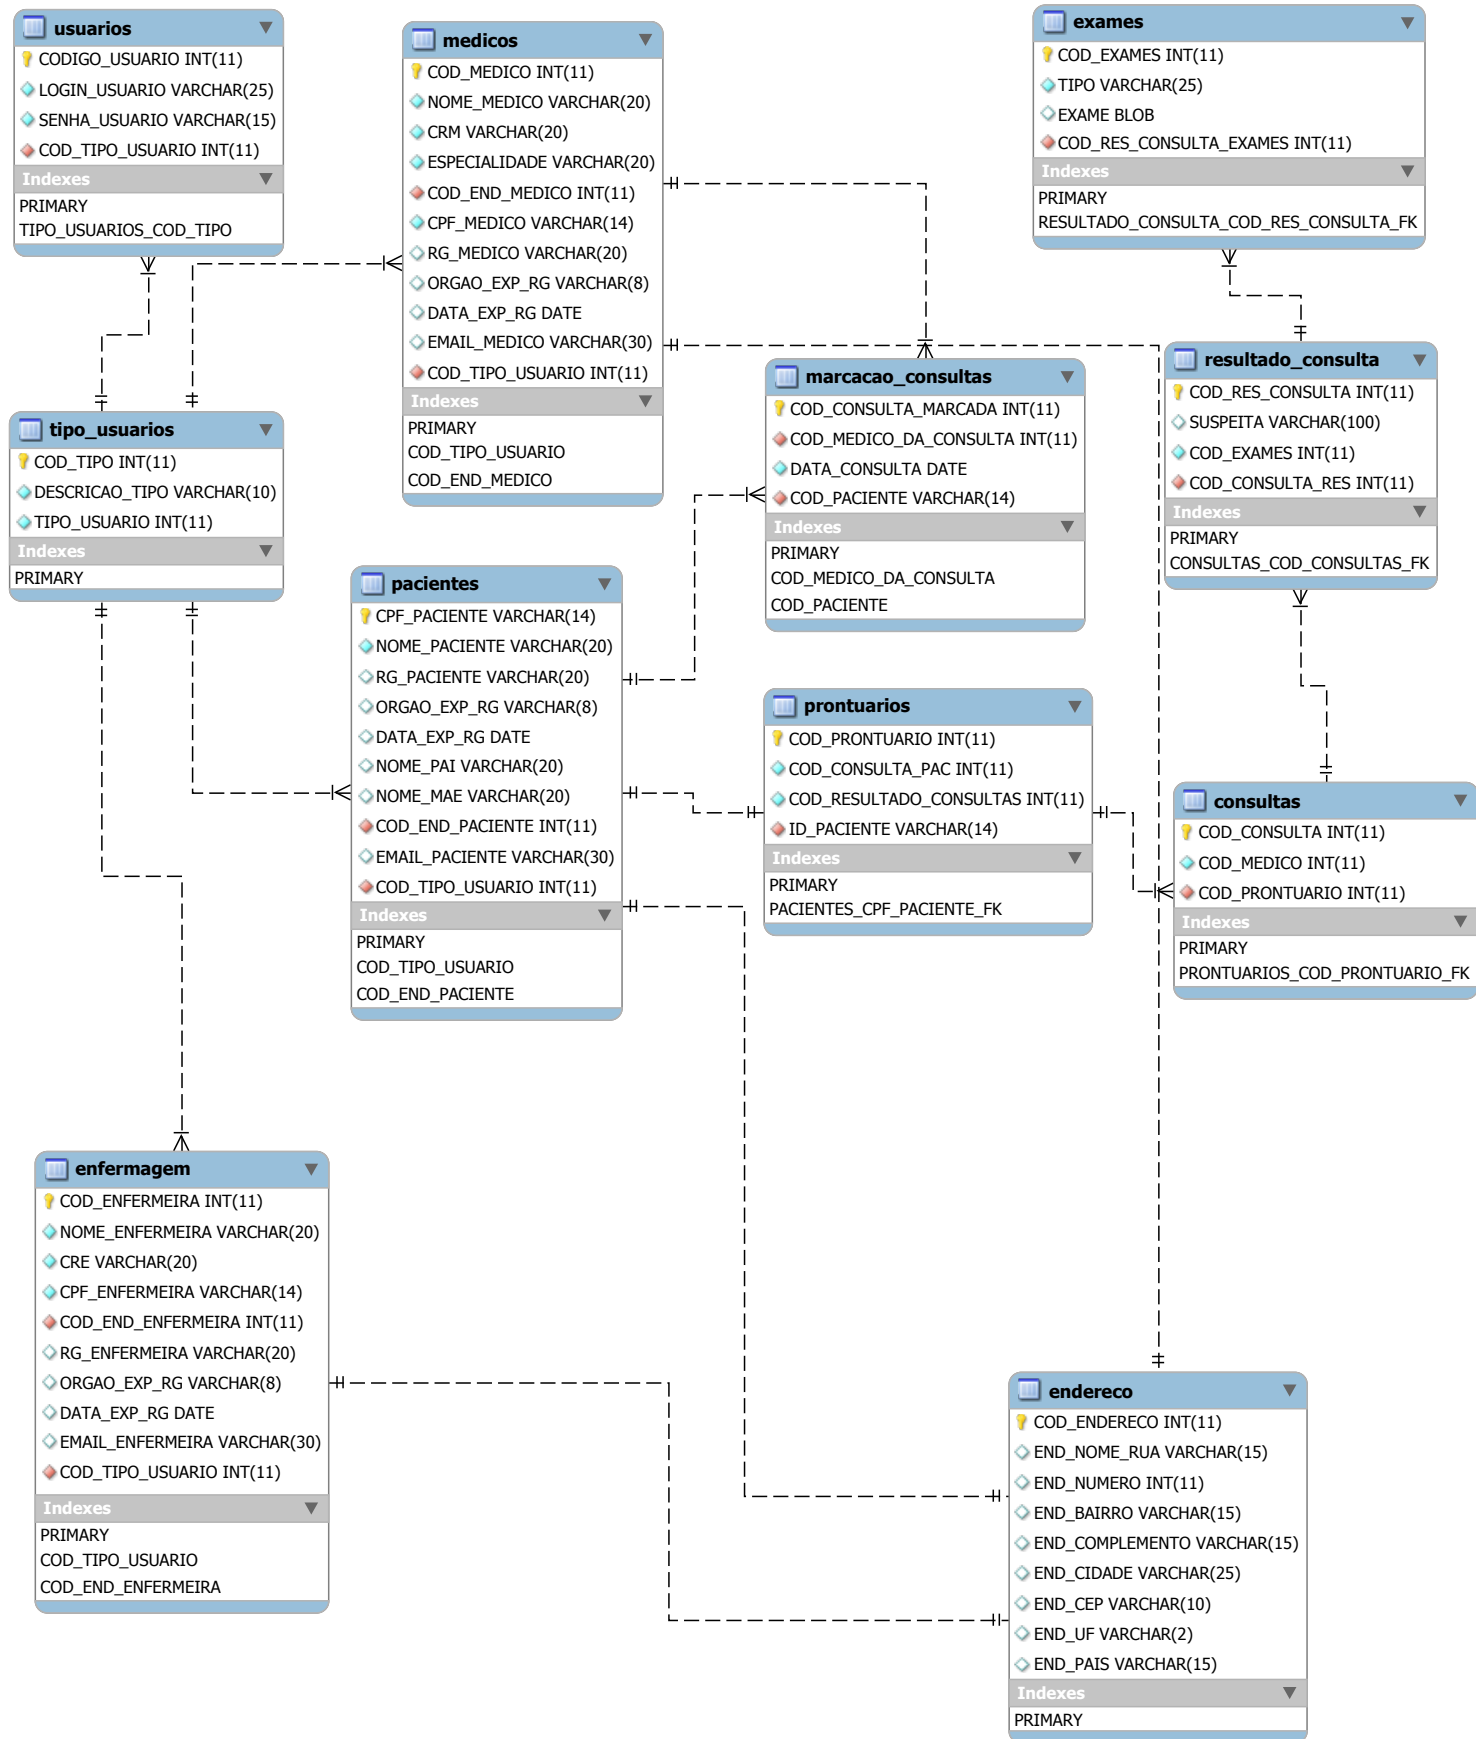 usuarios
CODIGO_USUARIO INT(11)
LOGIN_USUARIO VARCHAR(25)
SENHA_USUARIO VARCHAR(15)
COD_TIPO_USUARIO INT(11)
Indexes
PRIMARY
TIPO_USUARIOS_COD_TIPO
medicos
COD_MEDICO INT(11)
NOME_MEDICO VARCHAR(20)
CRM VARCHAR(20)
ESPECIALIDADE VARCHAR(20)
COD_END_MEDICO INT(11)
CPF_MEDICO VARCHAR(14)
RG_MEDICO VARCHAR(20)
ORGAO_EXP_RG VARCHAR(8)
DATA_EXP_RG DATE
EMAIL_MEDICO VARCHAR(30)
COD_TIPO_USUARIO INT(11)
Indexes
PRIMARY
COD_TIPO_USUARIO
COD_END_MEDICO
exames
COD_EXAMES INT(11)
TIPO VARCHAR(25)
EXAME BLOB
COD_RES_CONSULTA_EXAMES INT(11)
Indexes
PRIMARY
RESULTADO_CONSULTA_COD_RES_CONSULTA_FK
tipo_usuarios
COD_TIPO INT(11)
DESCRICAO_TIPO VARCHAR(10)
TIPO_USUARIO INT(11)
Indexes
PRIMARY
marcacao_consultas
COD_CONSULTA_MARCADA INT(11)
COD_MEDICO_DA_CONSULTA INT(11)
DATA_CONSULTA DATE
COD_PACIENTE VARCHAR(14)
Indexes
PRIMARY
COD_MEDICO_DA_CONSULTA
COD_PACIENTE
resultado_consulta
COD_RES_CONSULTA INT(11)
SUSPEITA VARCHAR(100)
COD_EXAMES INT(11)
COD_CONSULTA_RES INT(11)
Indexes
PRIMARY
CONSULTAS_COD_CONSULTAS_FK
pacientes
CPF_PACIENTE VARCHAR(14)
NOME_PACIENTE VARCHAR(20)
RG_PACIENTE VARCHAR(20)
ORGAO_EXP_RG VARCHAR(8)
DATA_EXP_RG DATE
NOME_PAI VARCHAR(20)
NOME_MAE VARCHAR(20)
COD_END_PACIENTE INT(11)
EMAIL_PACIENTE VARCHAR(30)
COD_TIPO_USUARIO INT(11)
Indexes
PRIMARY
COD_TIPO_USUARIO
COD_END_PACIENTE
prontuarios
COD_PRONTUARIO INT(11)
COD_CONSULTA_PAC INT(11)
COD_RESULTADO_CONSULTAS INT(11)
ID_PACIENTE VARCHAR(14)
Indexes
PRIMARY
PACIENTES_CPF_PACIENTE_FK
consultas
COD_CONSULTA INT(11)
COD_MEDICO INT(11)
COD_PRONTUARIO INT(11)
Indexes
PRIMARY
PRONTUARIOS_COD_PRONTUARIO_FK
enfermagem
COD_ENFERMEIRA INT(11)
NOME_ENFERMEIRA VARCHAR(20)
CRE VARCHAR(20)
CPF_ENFERMEIRA VARCHAR(14)
COD_END_ENFERMEIRA INT(11)
RG_ENFERMEIRA VARCHAR(20)
ORGAO_EXP_RG VARCHAR(8)
DATA_EXP_RG DATE
EMAIL_ENFERMEIRA VARCHAR(30)
COD_TIPO_USUARIO INT(11)
Indexes
PRIMARY
COD_TIPO_USUARIO
COD_END_ENFERMEIRA
endereco
COD_ENDERECO INT(11)
END_NOME_RUA VARCHAR(15)
END_NUMERO INT(11)
END_BAIRRO VARCHAR(15)
END_COMPLEMENTO VARCHAR(15)
END_CIDADE VARCHAR(25)
END_CEP VARCHAR(10)
END_UF VARCHAR(2)
END_PAIS VARCHAR(15)
Indexes
PRIMARY